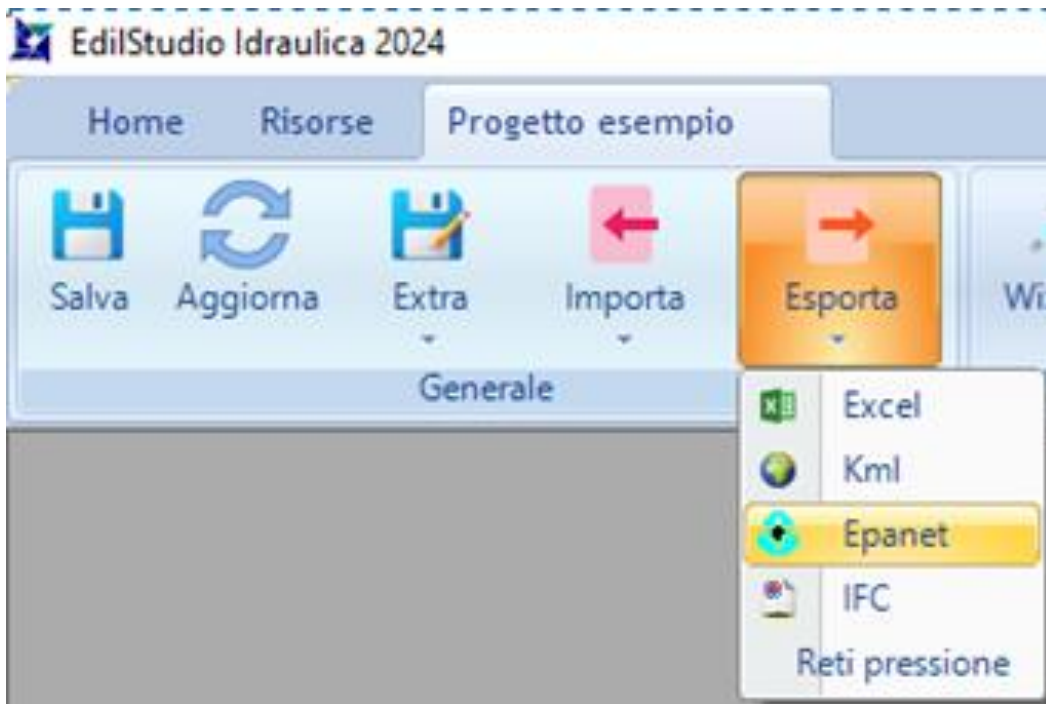 EdilStudio Idraulica 2024
Home Risorse Progetto esempio
Salva Aggiorna Extra Importa Esporta
Generale
Excel
Kml
Epanet
IFC
Reti pressione